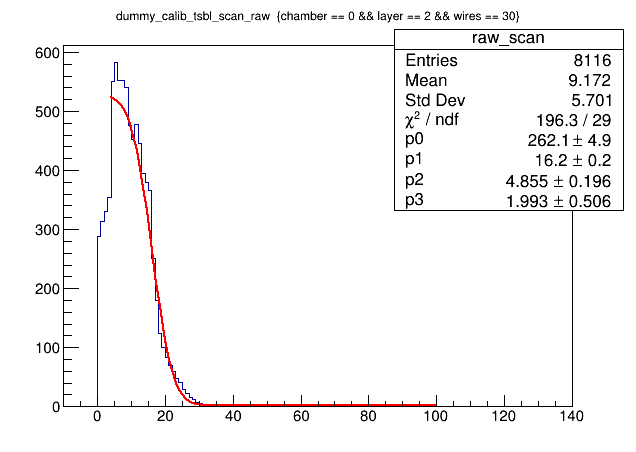 dummy_calib_tsbl_scan_raw {chamber == 0 && layer == 2 && wires == 30}
raw_scan
Entries 8116
Mean 9.172
Std Dev 5.701
χ² / ndf 196.3 / 29
p0 262.1 ± 4.9
p1 16.2 ± 0.2
p2 4.855 ± 0.196
p3 1.993 ± 0.506
600
500
400
300
200
100
0
0 20 40 60 80 100 120 140